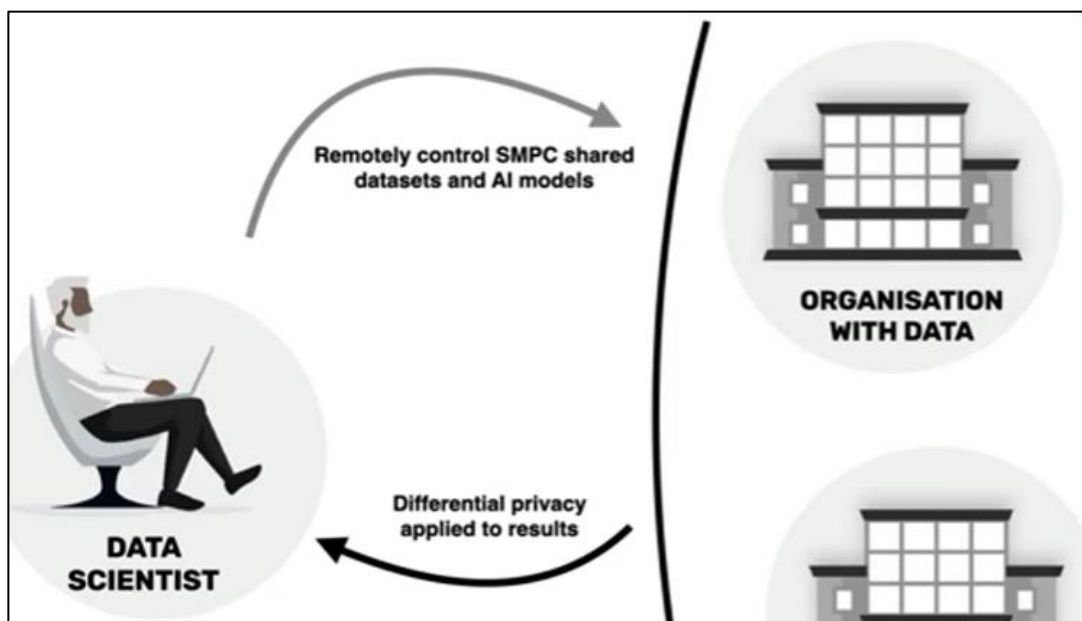 Remotely control SMPC shared
datasets and AI models
ORGANISATION
WITH DATA
Differential privacy
applied to results
DATA
SCIENTIST